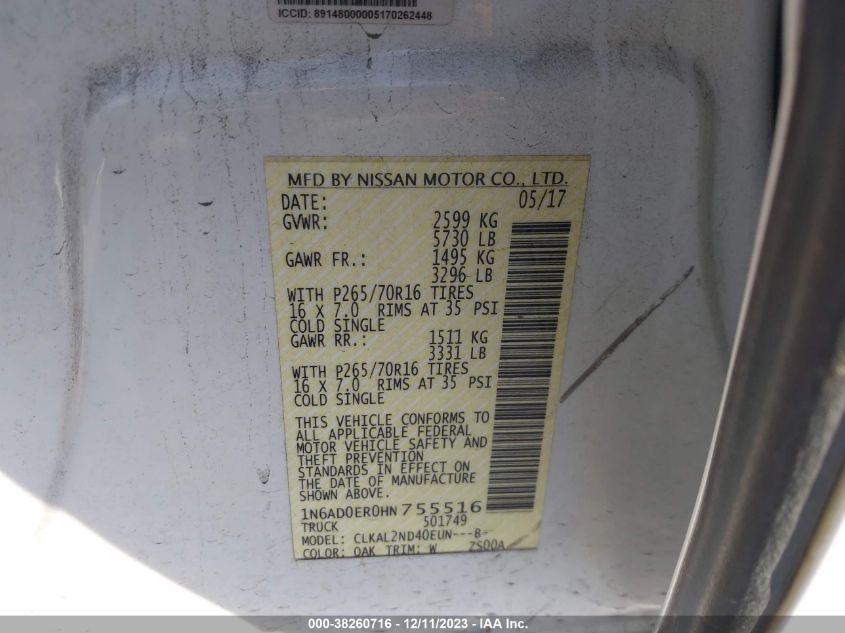 ICCID: 89148000005170262448
MFD BY NISSAN MOTOR CO., LTD.
DATE: 05/17
GVWR: 2599 KG
5730 LB
GAWR FR.: 1495 KG
3296 LB
WITH P265/70R16 TIRES
16 X 7.0 RIMS AT 35 PSI
COLD SINGLE
GAWR RR.: 1511 KG
3331 LB
WITH P265/70R16 TIRES
16 X 7.0 RIMS AT 35 PSI
COLD SINGLE
THIS VEHICLE CONFORMS TO
ALL APPLICABLE FEDERAL
MOTOR VEHICLE SAFETY AND
THEFT PREVENTION
STANDARDS IN EFFECT ON
THE DATE OF MANUFACTURE
SHOWN ABOVE.
1N6AD0ER0HN755516
TRUCK 501749
MODEL: CLKAL2ND40EUN---B-
COLOR: QAK TRIM: W ZS00A
000-38260716 - 12/11/2023 - IAA Inc.